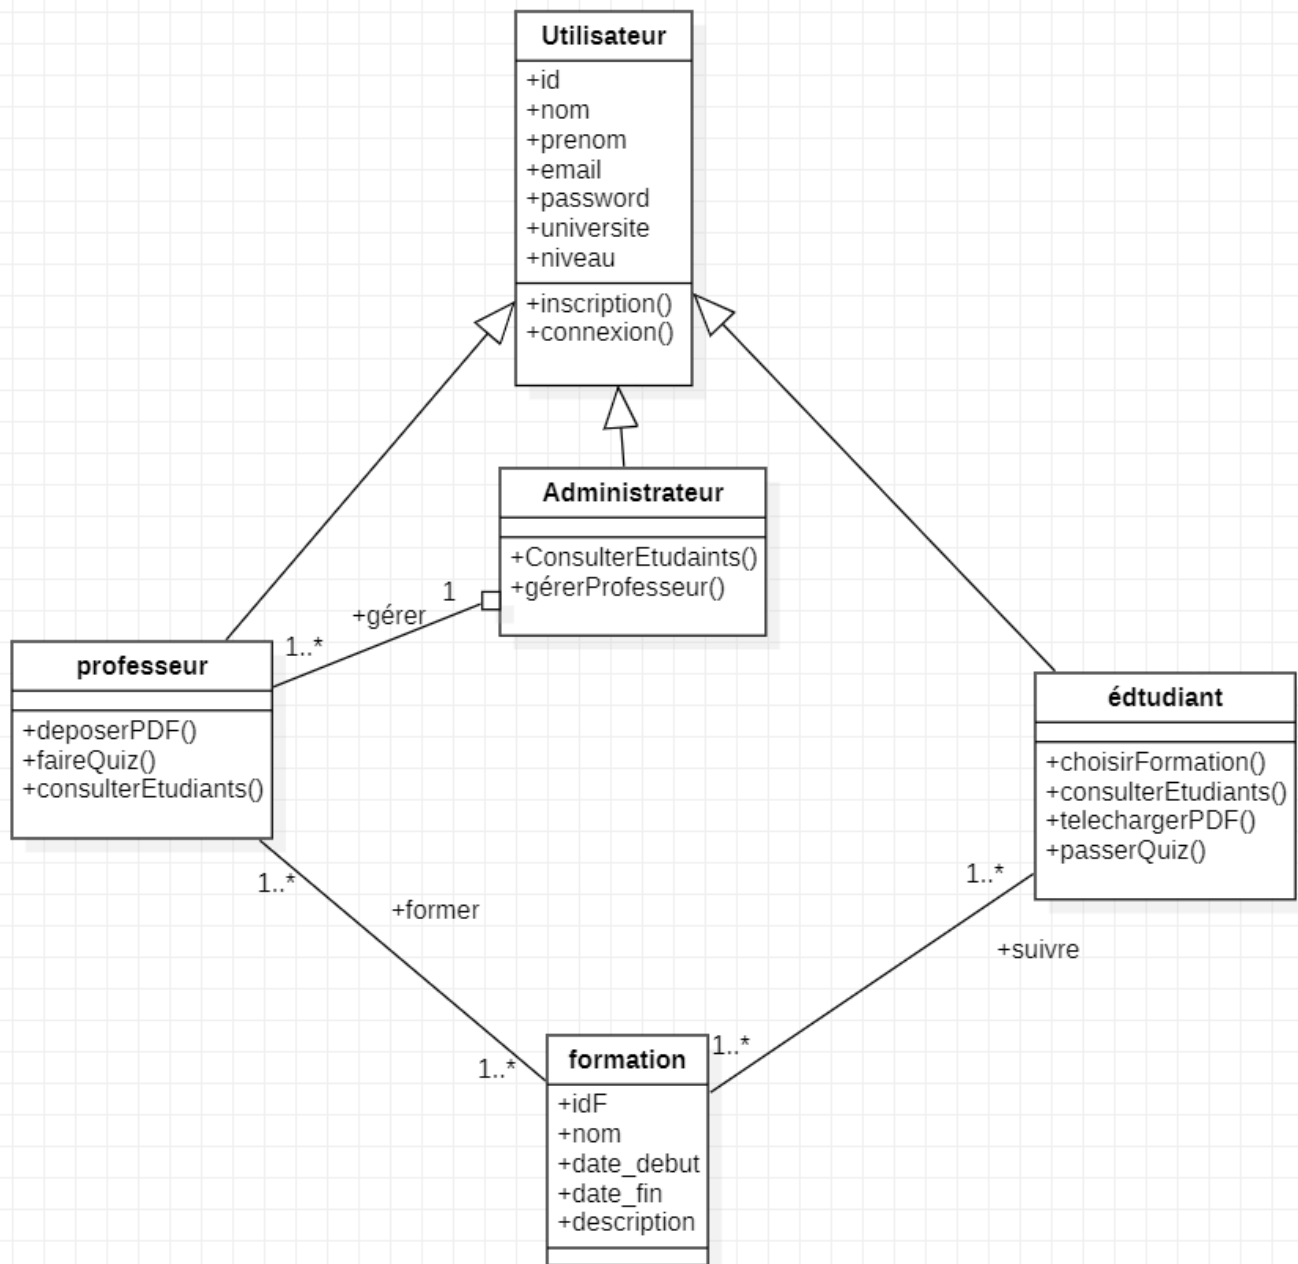 Utilisateur
+id
+nom
+prenom
+email
+password
+universite
+niveau
+inscription()
+connexion()
Administrateur
+ConsulterEtudaints()
+gérerProfesseur()
1
+gérer
1..*
professeur
+deposerPDF()
+faireQuiz()
+consulterEtudiants()
édtudiant
+choisirFormation()
+consulterEtudiants()
+telechargerPDF()
+passerQuiz()
1..*
+former
1..*
1..*
+suivre
1..*
formation
+idF
+nom
+date_debut
+date_fin
+description